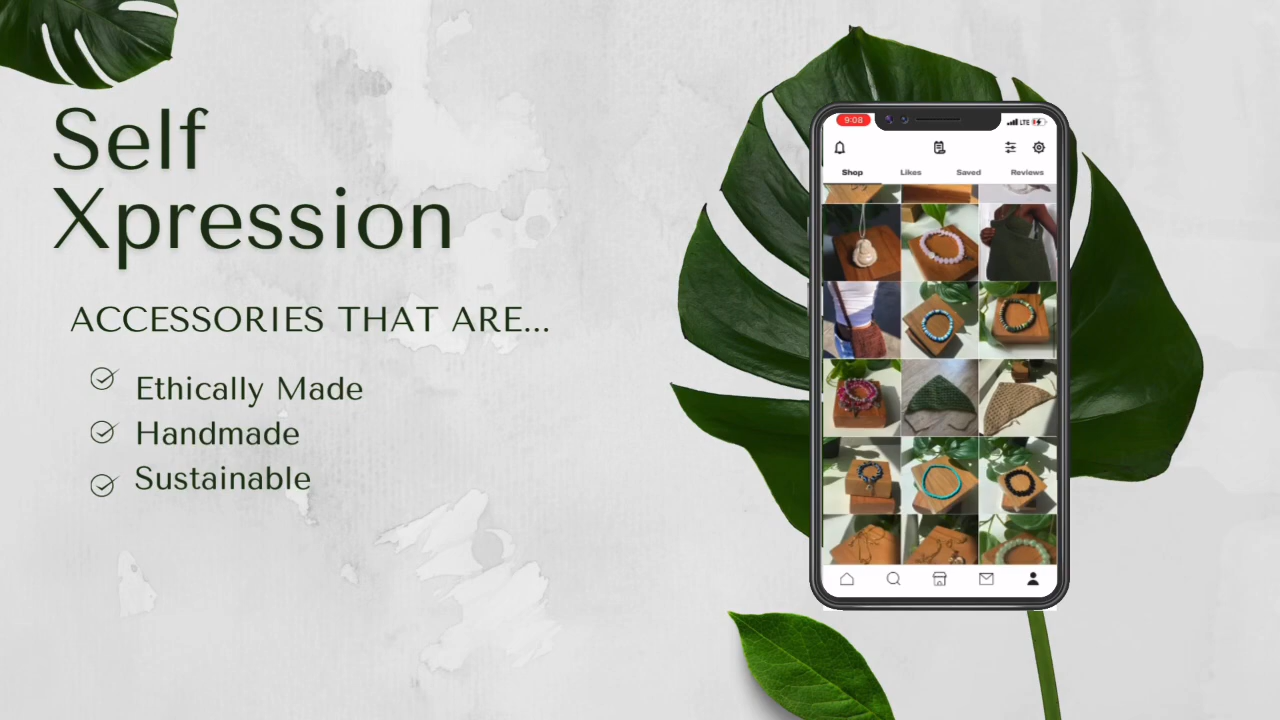 Self
Xpression
ACCESSORIES THAT ARE...
Ethically Made
Handmade
Sustainable
9:08
LTE
Shop Likes Saved Reviews